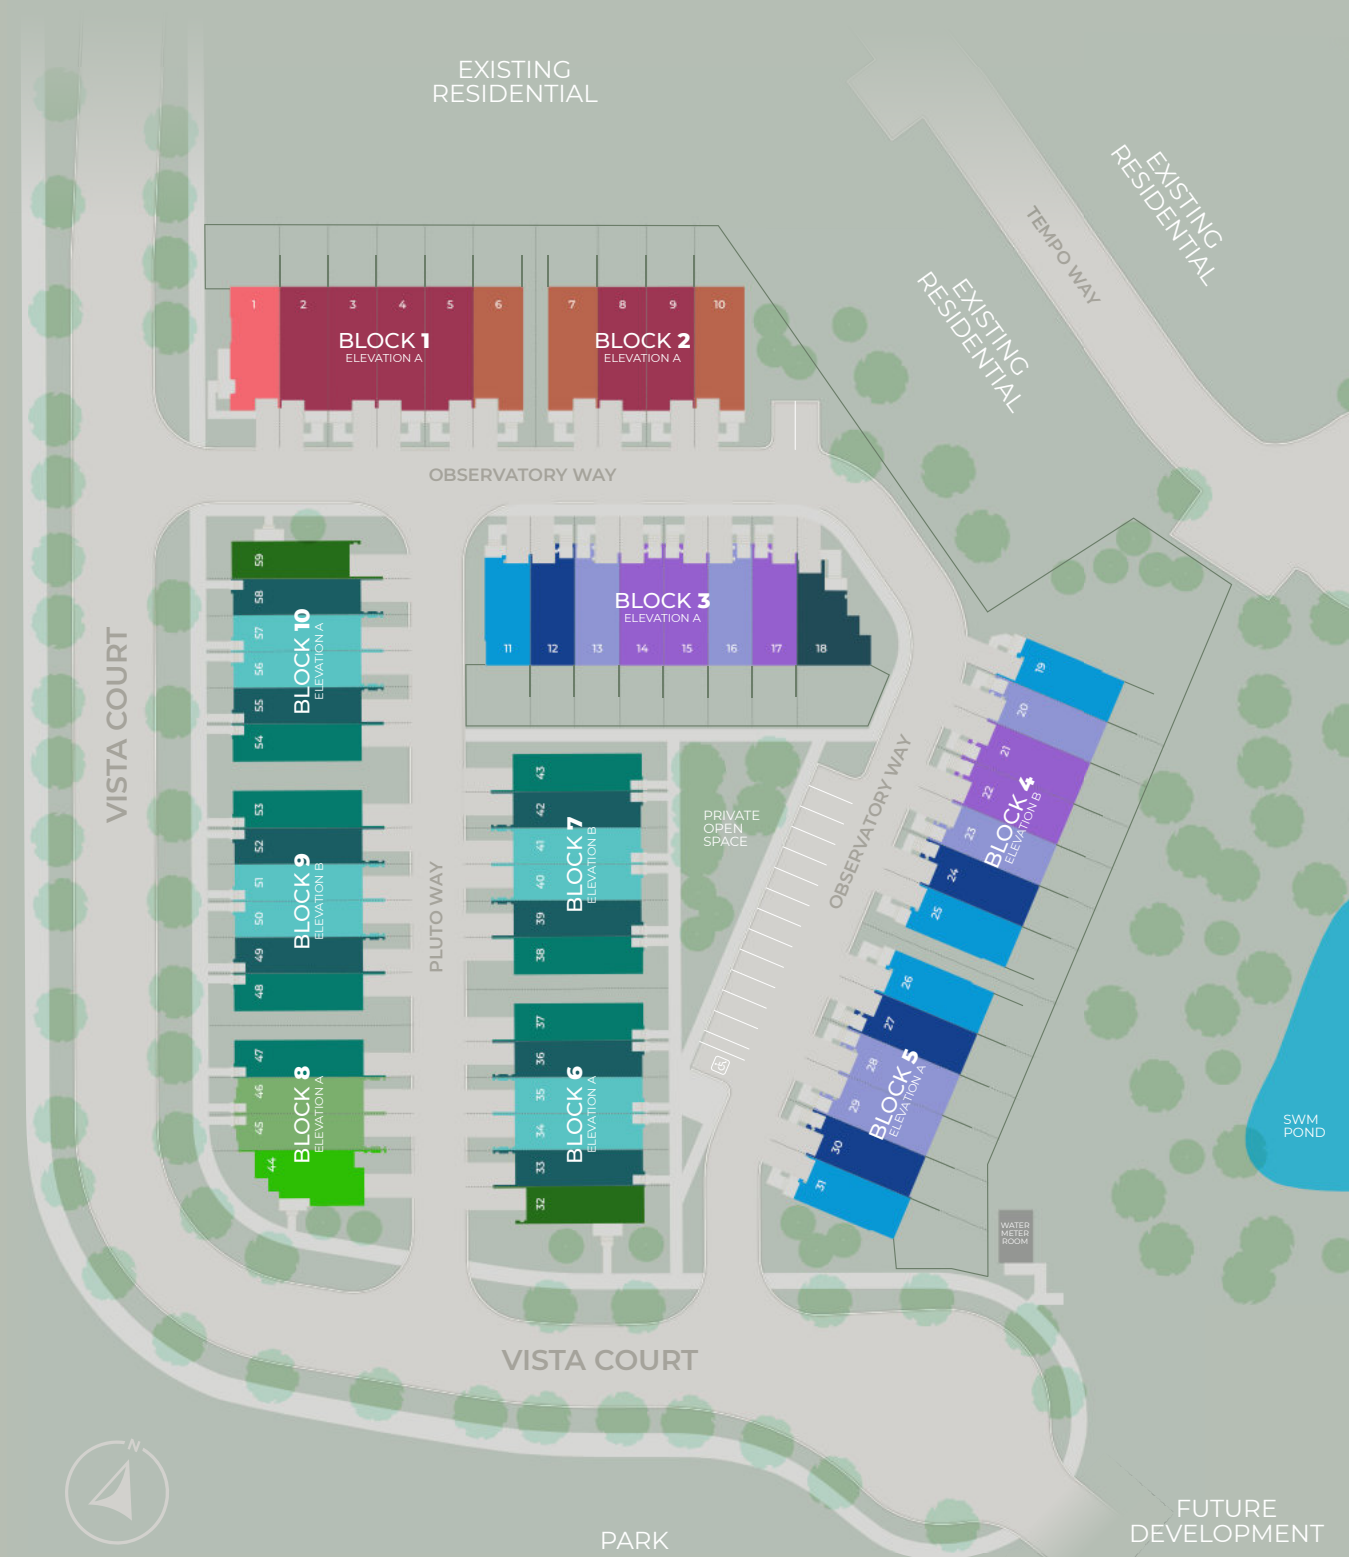 EXISTING
RESIDENTIAL
EXISTING
RESIDENTIAL
TEMPO WAY
EXISTING
RESIDENTIAL
1 2 3 4 5 6
BLOCK 1
ELEVATION A
7 8 9 10
BLOCK 2
ELEVATION A
OBSERVATORY WAY
59
58
57
56
55
54
BLOCK 10
ELEVATION A
BLOCK 3
ELEVATION A
11 12 13 14 15 16 17 18
19
20
21
22
23
24
25
BLOCK 4
ELEVATION B
VISTA COURT
OBSERVATORY WAY
53
52
51
50
49
48
BLOCK 9
ELEVATION B
PLUTO WAY
43
42
41
40
39
38
BLOCK 7
ELEVATION B
PRIVATE
OPEN
SPACE
26
27
28
29
30
31
BLOCK 5
ELEVATION A
47
46
45
44
BLOCK 8
ELEVATION A
37
36
35
34
33
32
BLOCK 6
ELEVATION A
SWM
POND
WATER
METER
ROOM
VISTA COURT
N
PARK
FUTURE
DEVELOPMENT